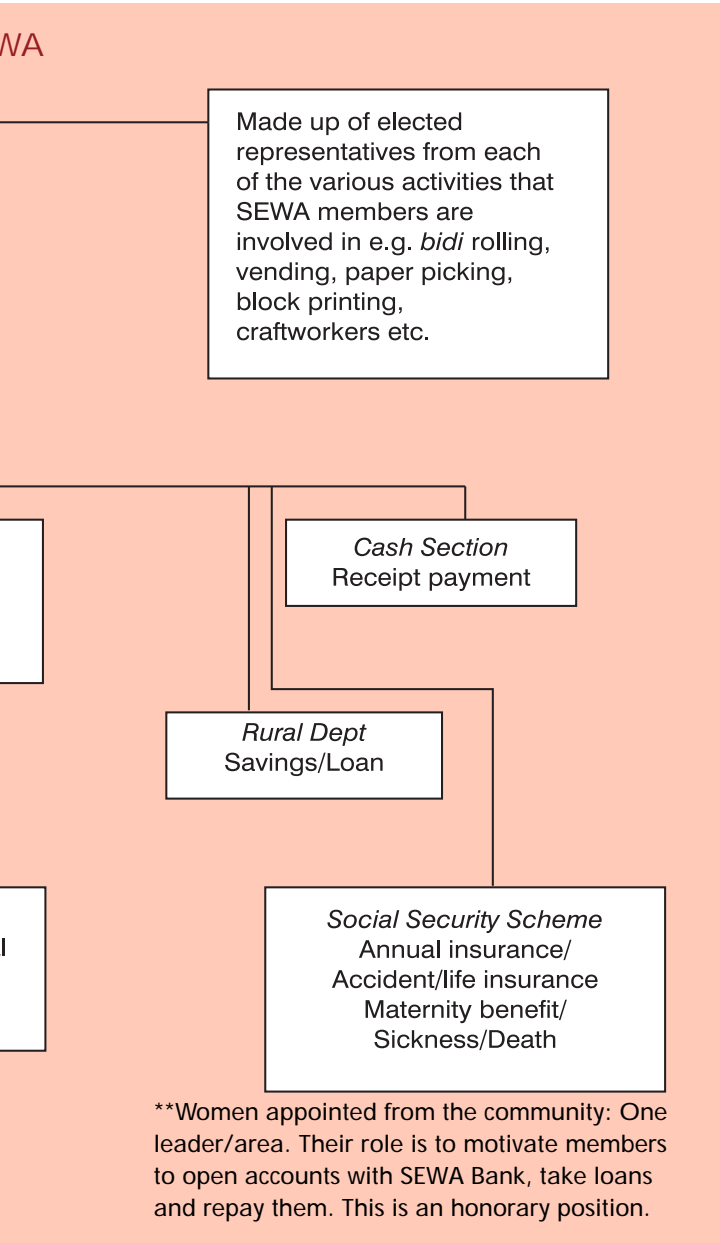 Made up of elected
representatives from each
of the various activities that
SEWA members are
involved in e.g. bidi rolling,
vending, paper picking,
block printing,
craftworkers etc.
Cash Section
Receipt payment
Rural Dept
Savings/Loan
Social Security Scheme
Annual insurance/
Accident/life insurance
Maternity benefit/
Sickness/Death
**Women appointed from the community: One
leader/area. Their role is to motivate members
to open accounts with SEWA Bank, take loans
and repay them. This is an honorary position.